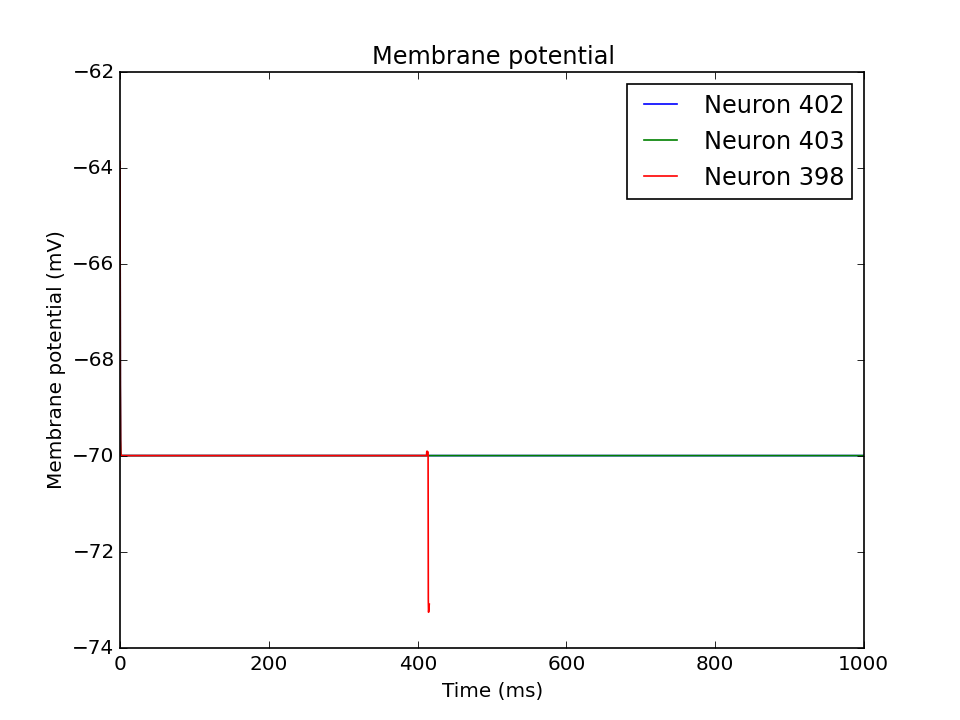 Membrane potential
Neuron 402
Neuron 403
Neuron 398
Membrane potential (mV)
−62
−64
−66
−68
−70
−72
−74
0 200 400 600 800 1000
Time (ms)